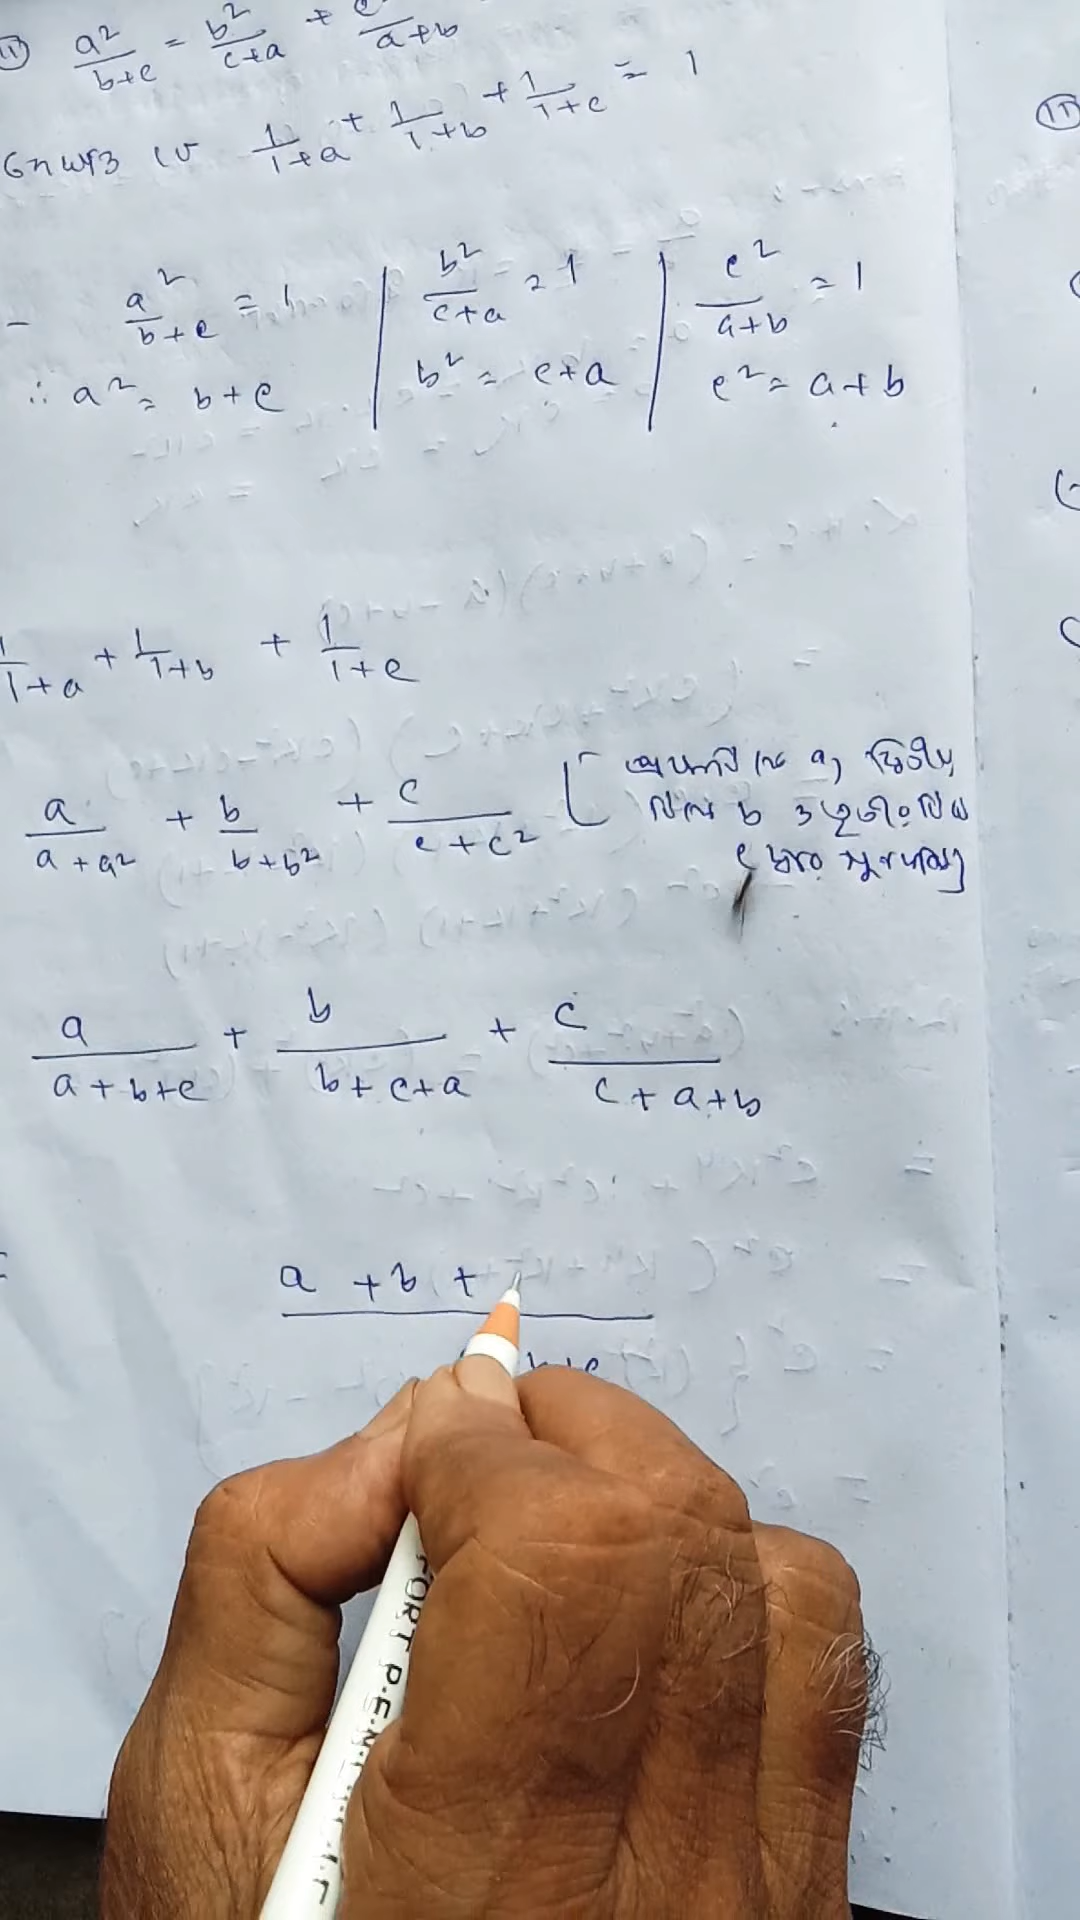 (11) a²/b+c = b²/c+a + c²/a+b
দেখাও যে 1/1+a + 1/1+b + 1/1+c = 1
- a²/b+c = 1 | b²/c+a = 1 | c²/a+b = 1
∴ a² = b+c | b² = c+a | c² = a+b
1/1+a + 1/1+b + 1/1+c
a/a+a² + b/b+b² + c/c+c² [
b ও
c
a/a+b+c + b/b+c+a + c/c+a+b
= a+b+ / b+c